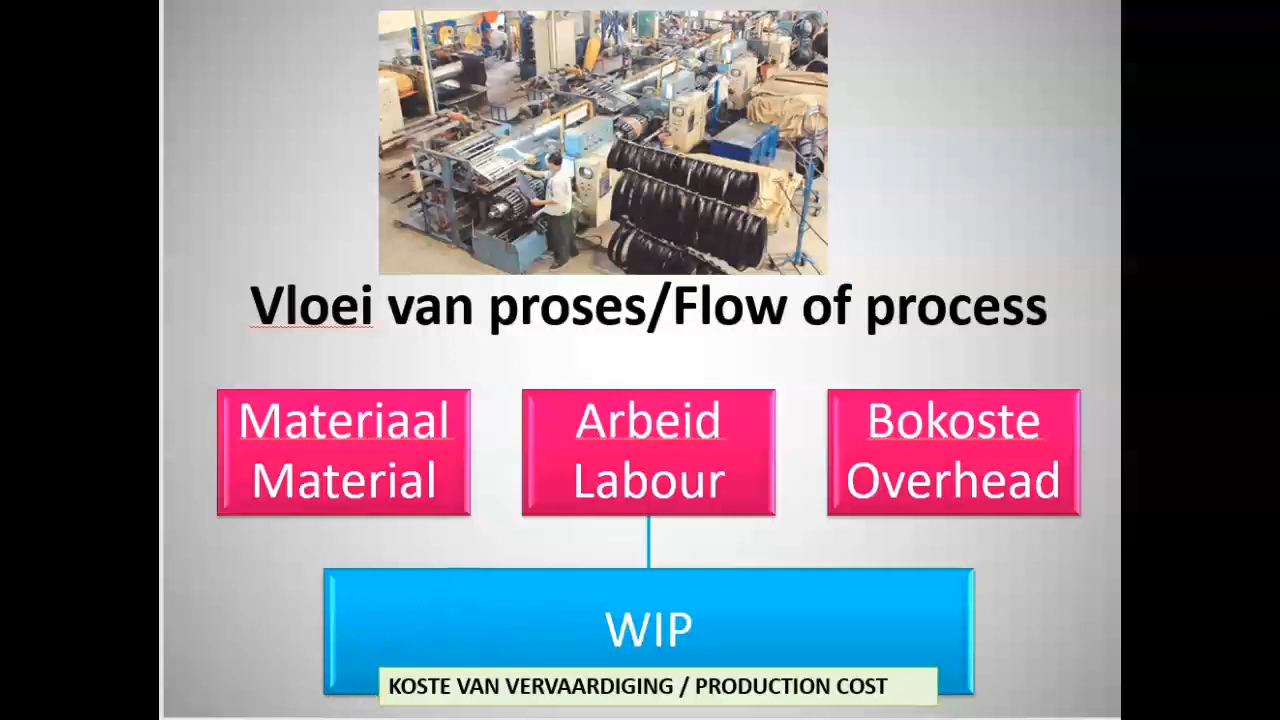 Vloei van proses/Flow of process
Materiaal
Material
Arbeid
Labour
Bokoste
Overhead
WIP
KOSTE VAN VERVAARDIGING / PRODUCTION COST